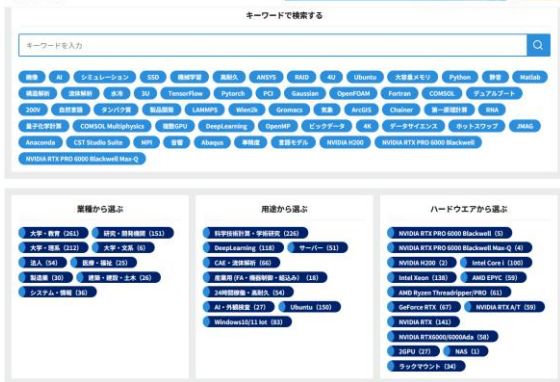 キーワードで検索する
キーワードを入力
画像 AI シミュレーション SSD 機械学習 高耐久 ANSYS RAID 4U Ubuntu 大容量メモリ Python 静音 Matlab
構造解析 流体解析 水冷 3U TensorFlow Pytorch PCI Gaussian OpenFOAM Fortran COMSOL デュアルブート
200V 自然言語 タンパク質 製品開発 LAMMPS Wien2k Gromacs 気象 ArcGIS Chainer 第一原理計算 RNA
量子化学計算 COMSOL Multiphysics 複数GPU DeepLearning OpenMP ビックデータ 4K データサイエンス ホットスワップ JMAG
Anaconda CST Studio Suite MPI 音響 Abaqus 単精度 言語モデル NVIDIA H200 NVIDIA RTX PRO 6000 Blackwell
NVIDIA RTX PRO 6000 Blackwell Max-Q
業種から選ぶ
大学・教育 (261) 研究・開発機関 (151)
大学・理系 (212) 大学・文系 (6)
法人 (54) 医療・福祉 (25)
製造業 (30) 建築・建設・土木 (26)
システム・情報 (36)
用途から選ぶ
科学技術計算・学術研究 (226)
DeepLearning (118) サーバー (51)
CAE・流体解析 (66)
産業用 (FA・機器制御・組込み) (18)
24時間稼働・高耐久 (54)
AI・外観検査 (27) Ubuntu (150)
Windows10/11 Iot (83)
ハードウエアから選ぶ
NVIDIA RTX PRO 6000 Blackwell (5)
NVIDIA RTX PRO 6000 Blackwell Max-Q (4)
NVIDIA H200 (2) Intel Core i (100)
Intel Xeon (138) AMD EPYC (59)
AMD Ryzen Threadripper/PRO (61)
GeForce RTX (67) NVIDIA RTX A/T (59)
NVIDIA RTX (141)
NVIDIA RTX6000/6000Ada (58)
2GPU (27) NAS (1)
ラックマウント (34)